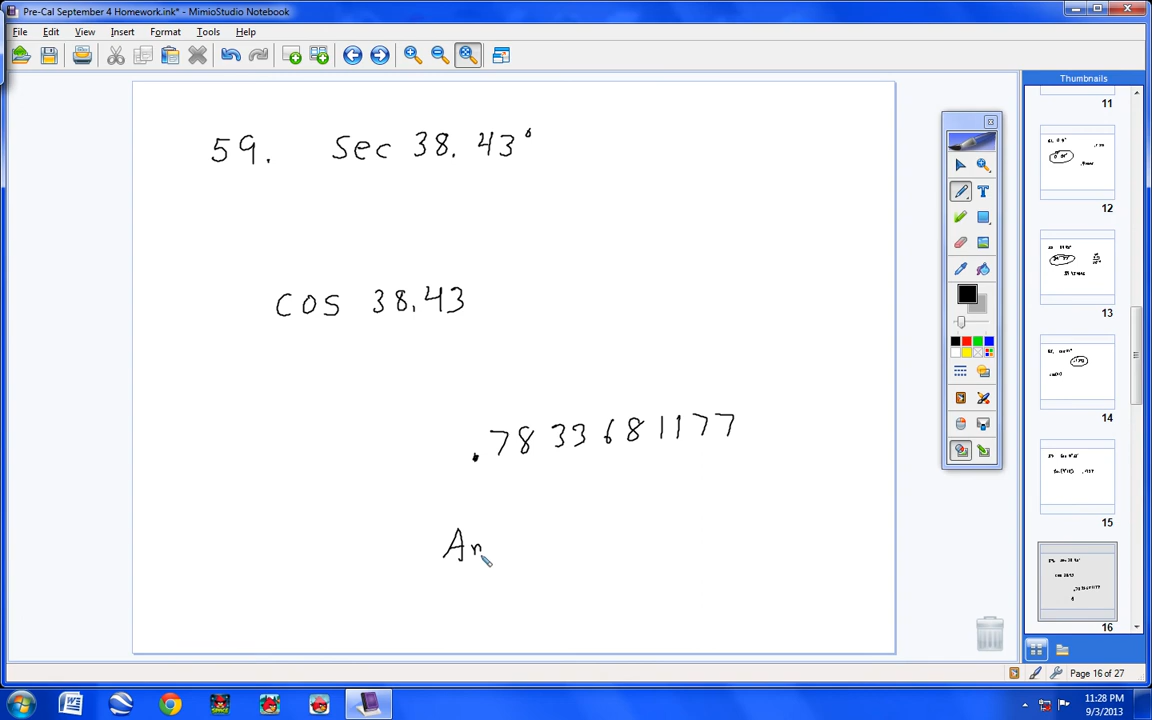 Pre-Cal September 4 Homework.ink* - MimioStudio Notebook
File Edit View Insert Format Tools Help
Thumbnails
59. Sec 38.43°
cos 38.43
.7833681177
An
11
12
13
14
15
16
Page 16 of 27
11:28 PM
9/3/2013